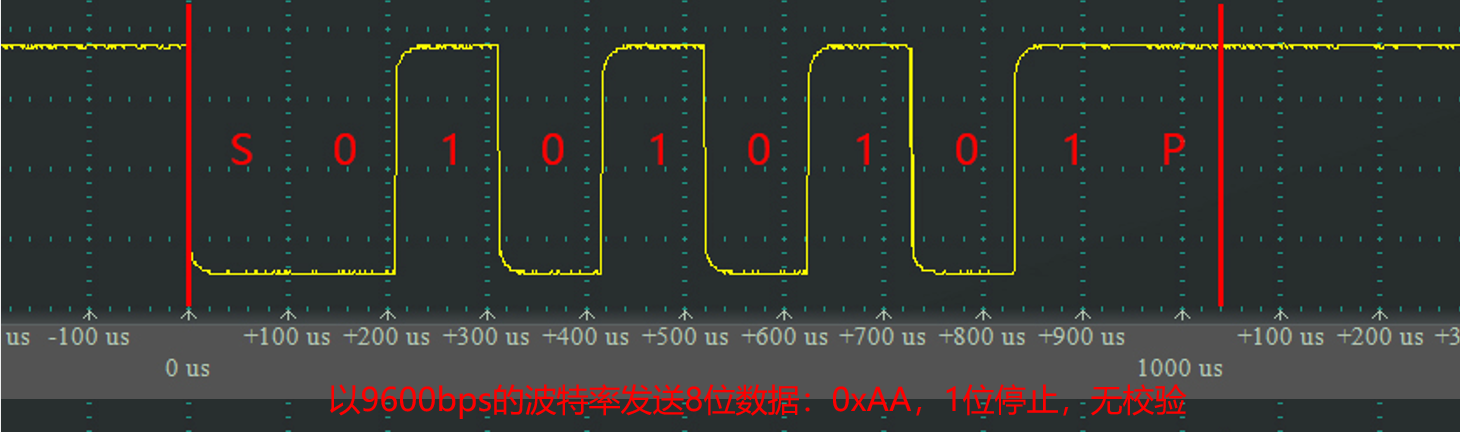 S 0 1 0 1 0 1 0 1 P
us -100 us +100 us +200 us +300 us +400 us +500 us +600 us +700 us +800 us +900 us +100 us +200 us +3
0 us 1000 us
以9600bps的波特率发送8位数据：0xAA，1位停止，无校验